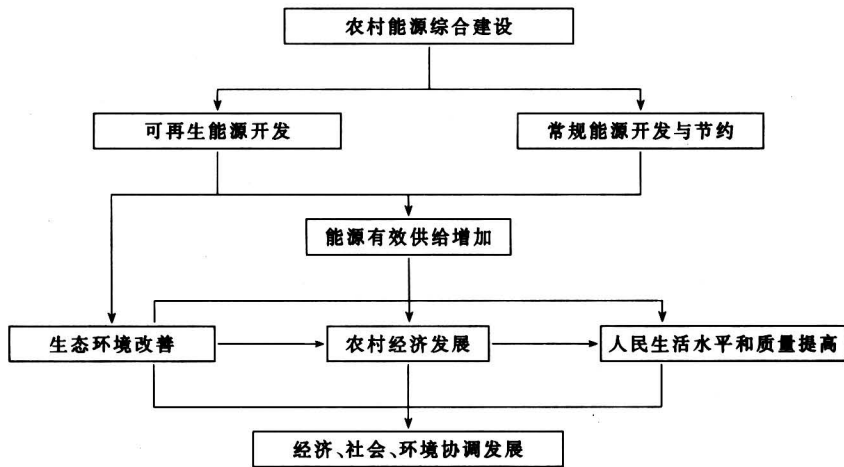 农村能源综合建设
可再生能源开发
常规能源开发与节约
能源有效供给增加
生态环境改善
农村经济发展
人民生活水平和质量提高
经济、社会、环境协调发展